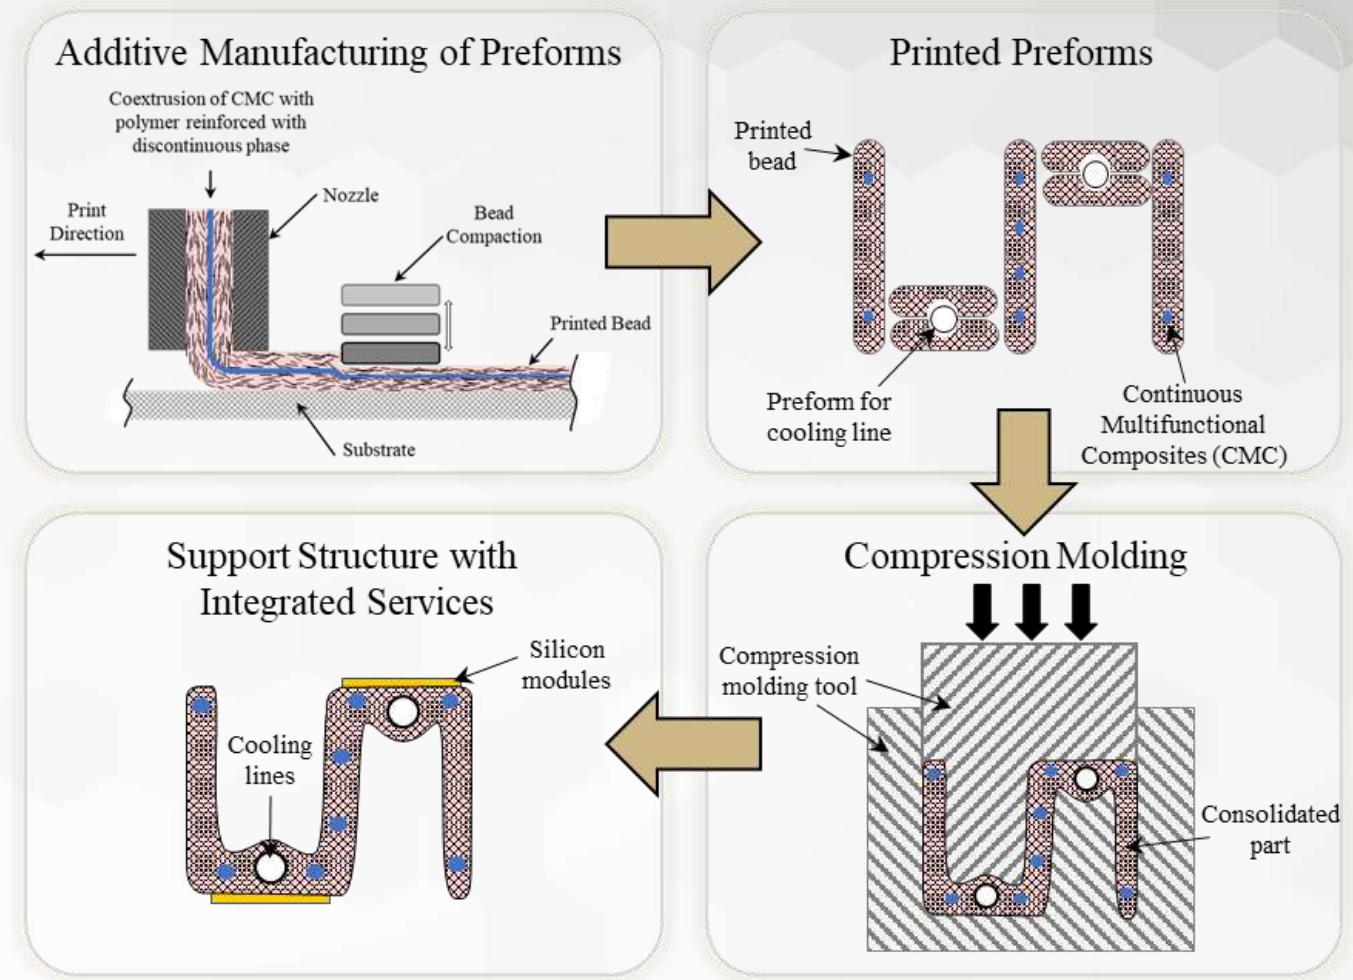 Additive Manufacturing of Preforms
Coextrusion of CMC with
polymer reinforced with
discontinuous phase
Nozzle
Print
Direction
Bead
Compaction
Printed Bead
Substrate
Printed Preforms
Printed
bead
Preform for
cooling line
Continuous
Multifunctional
Composites (CMC)
Support Structure with
Integrated Services
Silicon
modules
Cooling
lines
Compression Molding
Compression
molding tool
Consolidated
part